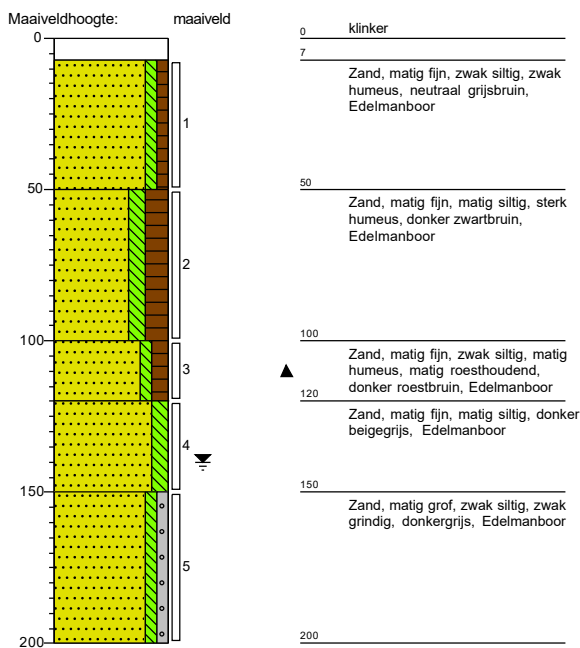 Maaiveldhoogte: maaiveld
0
50
100
150
200
1
2
3
4
5
0 klinker
7
Zand, matig fijn, zwak siltig, zwak
humeus, neutraal grijsbruin,
Edelmanboor
50
Zand, matig fijn, matig siltig, sterk
humeus, donker zwartbruin,
Edelmanboor
100
Zand, matig fijn, zwak siltig, matig
humeus, matig roesthoudend,
donker roestbruin, Edelmanboor
120
Zand, matig fijn, matig siltig, donker
beigegrijs, Edelmanboor
150
Zand, matig grof, zwak siltig, zwak
grindig, donkergrijs, Edelmanboor
200